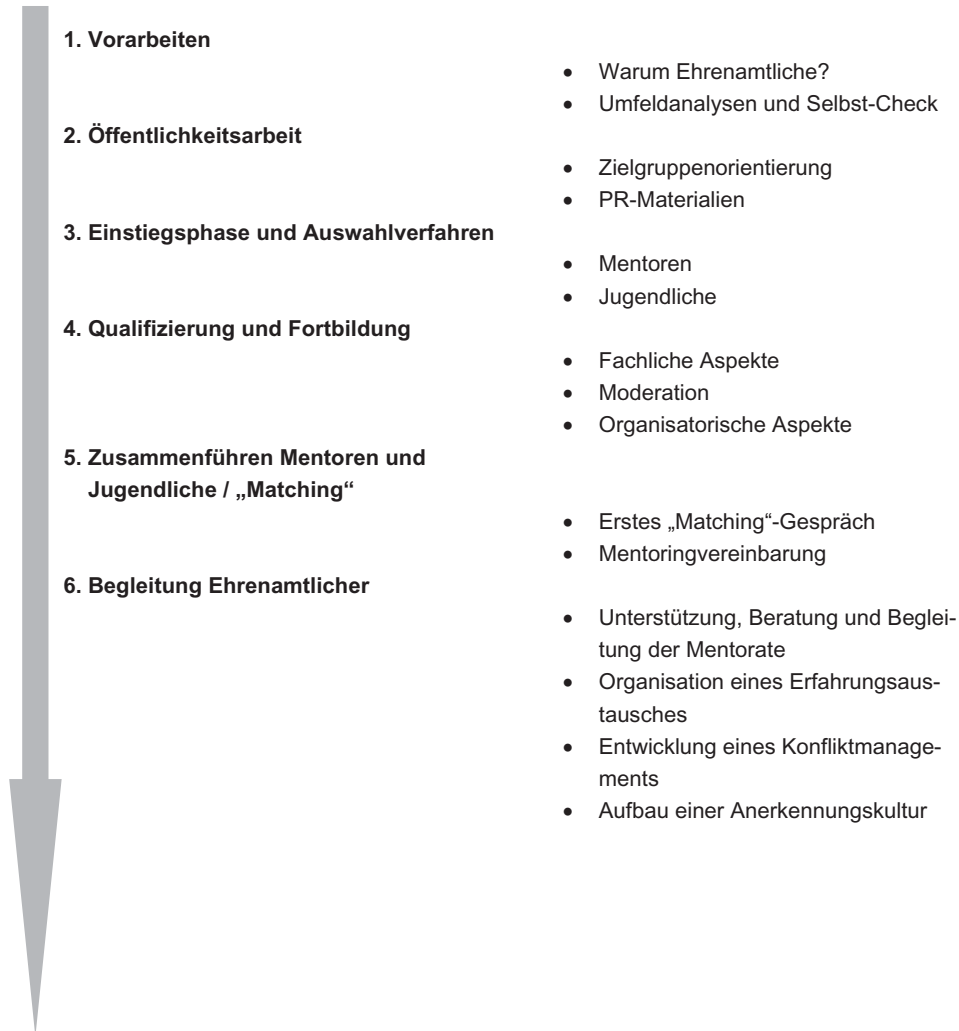 1. Vorarbeiten
• Warum Ehrenamtliche?
• Umfeldanalysen und Selbst-Check
2. Öffentlichkeitsarbeit
• Zielgruppenorientierung
• PR-Materialien
3. Einstiegsphase und Auswahlverfahren
• Mentoren
• Jugendliche
4. Qualifizierung und Fortbildung
• Fachliche Aspekte
• Moderation
• Organisatorische Aspekte
5. Zusammenführen Mentoren und
Jugendliche / „Matching“
• Erstes „Matching“-Gespräch
• Mentoringvereinbarung
6. Begleitung Ehrenamtlicher
• Unterstützung, Beratung und Beglei-
tung der Mentorate
• Organisation eines Erfahrungsaus-
tausches
• Entwicklung eines Konfliktmanage-
ments
• Aufbau einer Anerkennungskultur